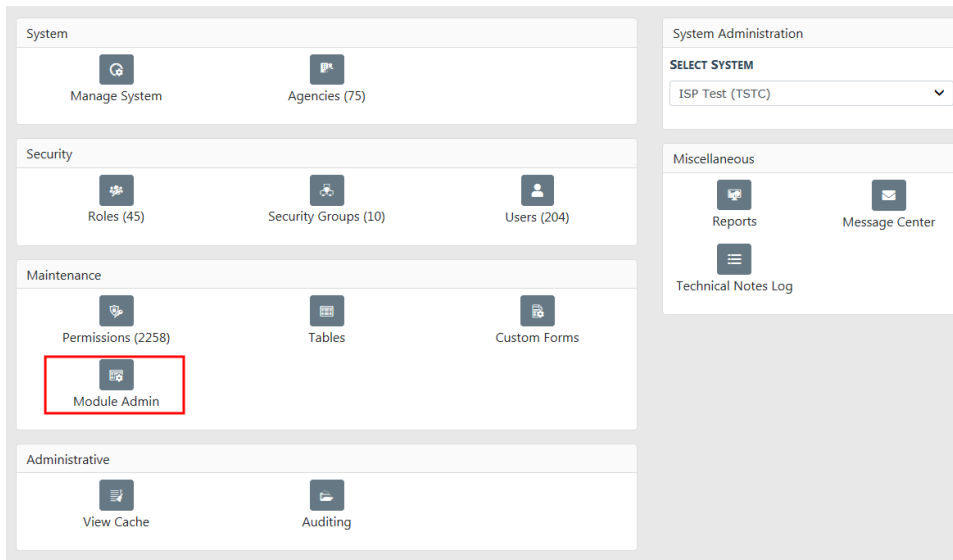 System
Manage System
Agencies (75)
Security
Roles (45)
Security Groups (10)
Users (204)
Maintenance
Permissions (2258)
Tables
Custom Forms
Module Admin
Administrative
View Cache
Auditing
System Administration
SELECT SYSTEM
ISP Test (TSTC)
Miscellaneous
Reports
Message Center
Technical Notes Log